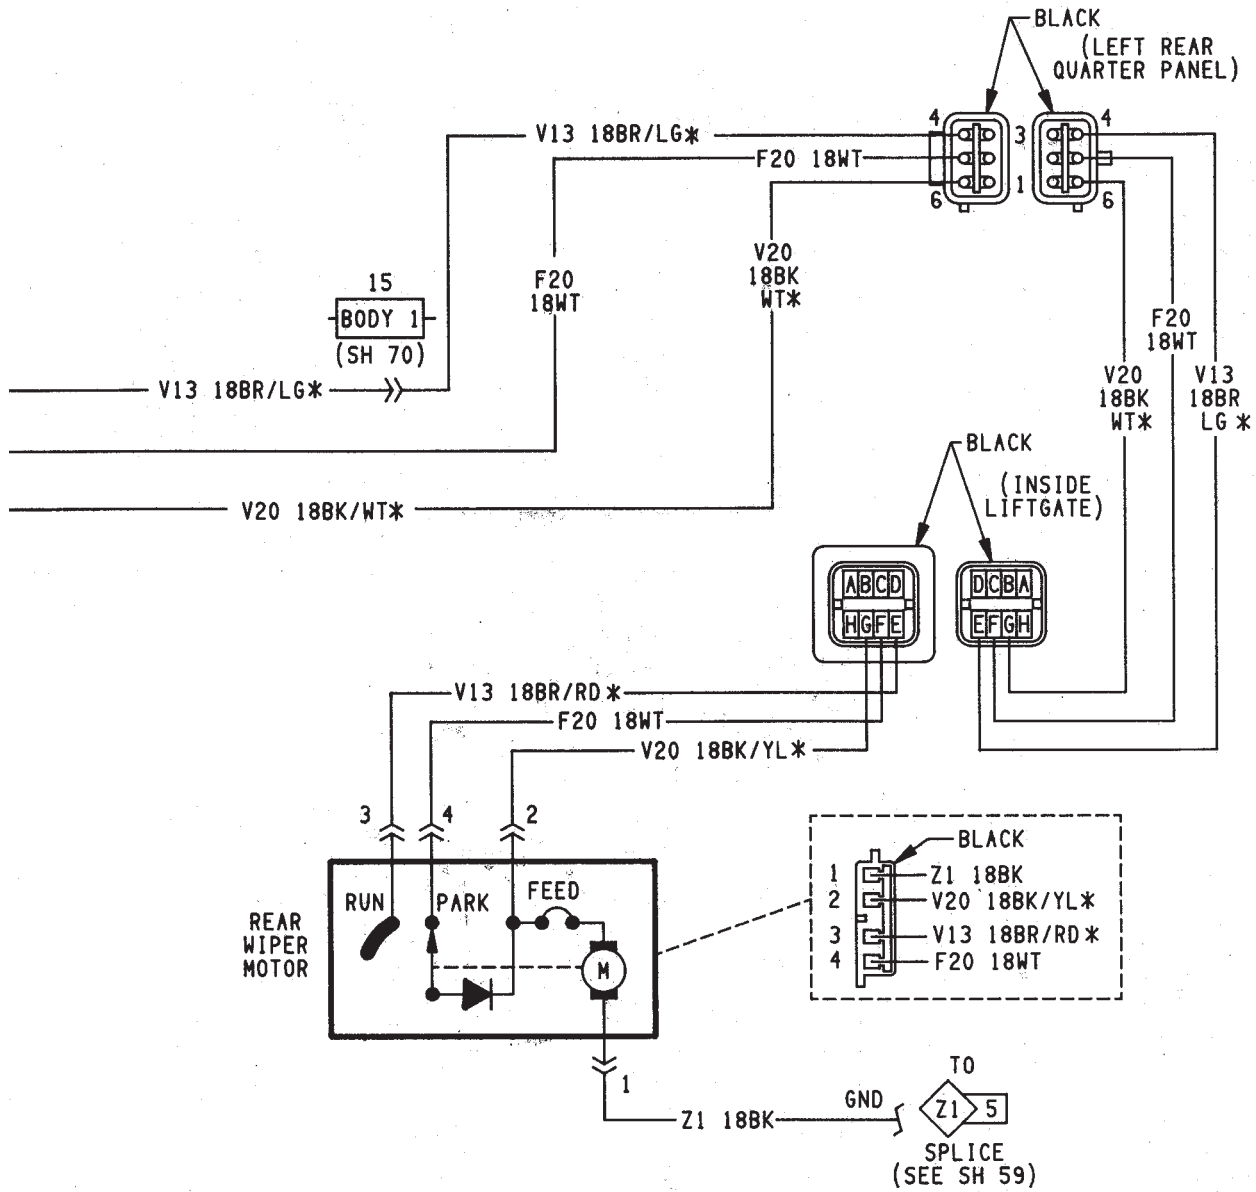 BLACK
(LEFT REAR
QUARTER PANEL)
4
3
4
V13 18BR/LG*
F20 18WT
6
1
6
V20
18BK
WT*
F20
18WT
15
BODY 1
(SH 70)
V13 18BR/LG*
F20
18WT
V20
18BK
WT*
V13
18BR
LG *
V20 18BK/WT*
BLACK
(INSIDE
LIFTGATE)
ABCD
DCBA
HGFE
EFGH
V13 18BR/RD*
F20 18WT
V20 18BK/YL*
3
4
2
BLACK
1
Z1 18BK
2
V20 18BK/YL*
3
V13 18BR/RD*
4
F20 18WT
RUN
PARK
FEED
REAR
WIPER
MOTOR
M
1
TO
Z1 18BK
GND
Z1
5
SPLICE
(SEE SH 59)